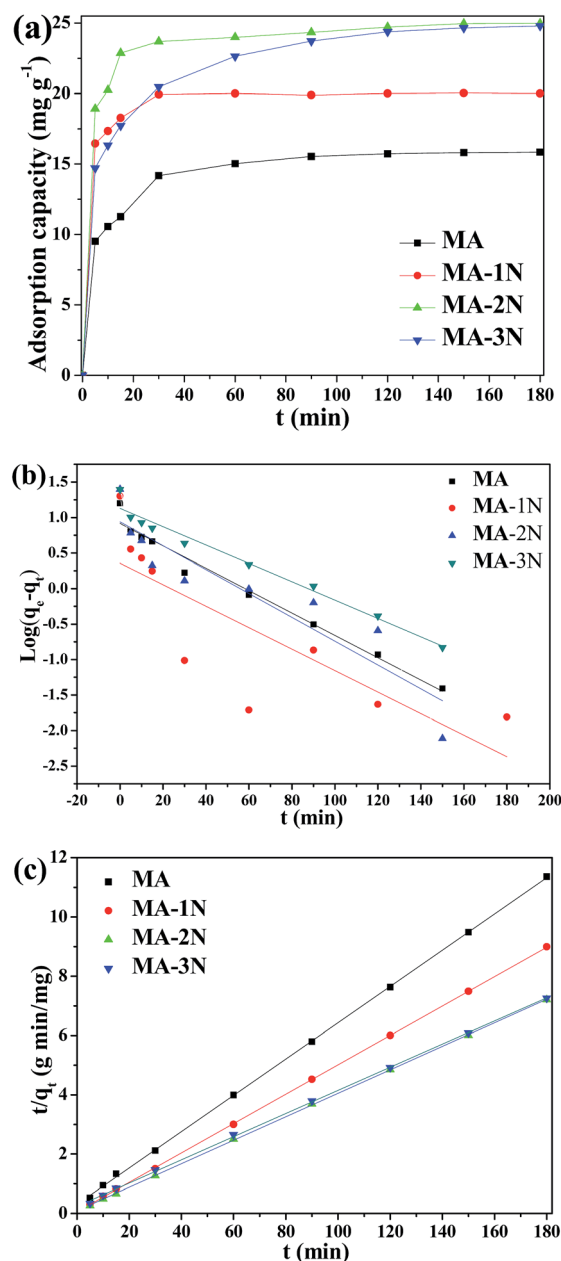 (a)
25
20
15
10
5
0
Adsorption capacity (mg g-1)
MA
MA-1N
MA-2N
MA-3N
0 20 40 60 80 100 120 140 160 180
t (min)
(b)
1.5
1.0
0.5
0.0
-0.5
-1.0
-1.5
-2.0
-2.5
Log(qe-qt)
MA
MA-1N
MA-2N
MA-3N
-20 0 20 40 60 80 100 120 140 160 180 200
t (min)
(c)
12
10
8
6
4
2
0
t/qt (g min/mg)
MA
MA-1N
MA-2N
MA-3N
0 20 40 60 80 100 120 140 160 180
t (min)